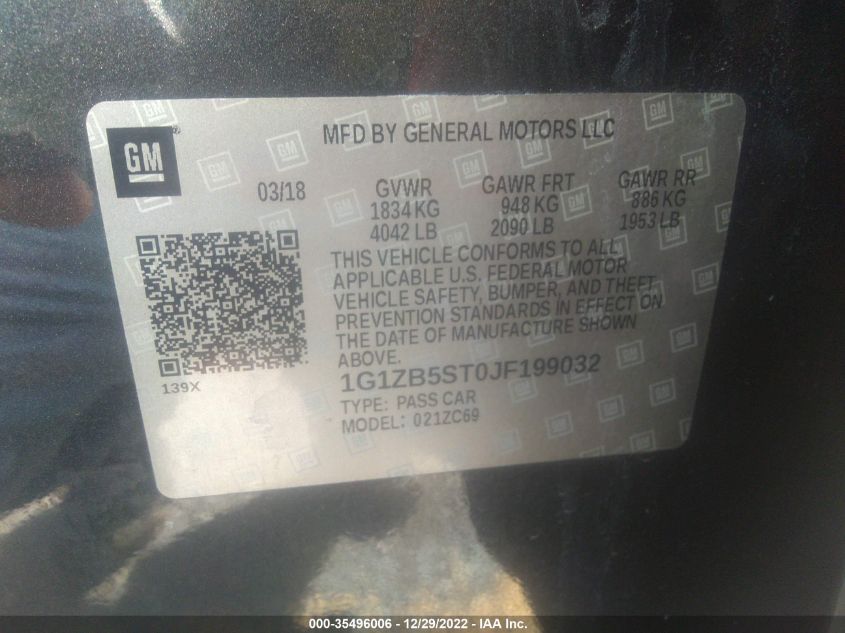 GM
MFD BY GENERAL MOTORS LLC
03/18 GVWR GAWR FRT GAWR RR
1834 KG 948 KG 886 KG
4042 LB 2090 LB 1953 LB
THIS VEHICLE CONFORMS TO ALL
APPLICABLE U.S. FEDERAL MOTOR
VEHICLE SAFETY, BUMPER, AND THEFT
PREVENTION STANDARDS IN EFFECT ON
THE DATE OF MANUFACTURE SHOWN
ABOVE.
139X
1G1ZB5ST0JF199032
TYPE: PASS CAR
MODEL: 021ZC69
000-35496006 - 12/29/2022 - IAA Inc.